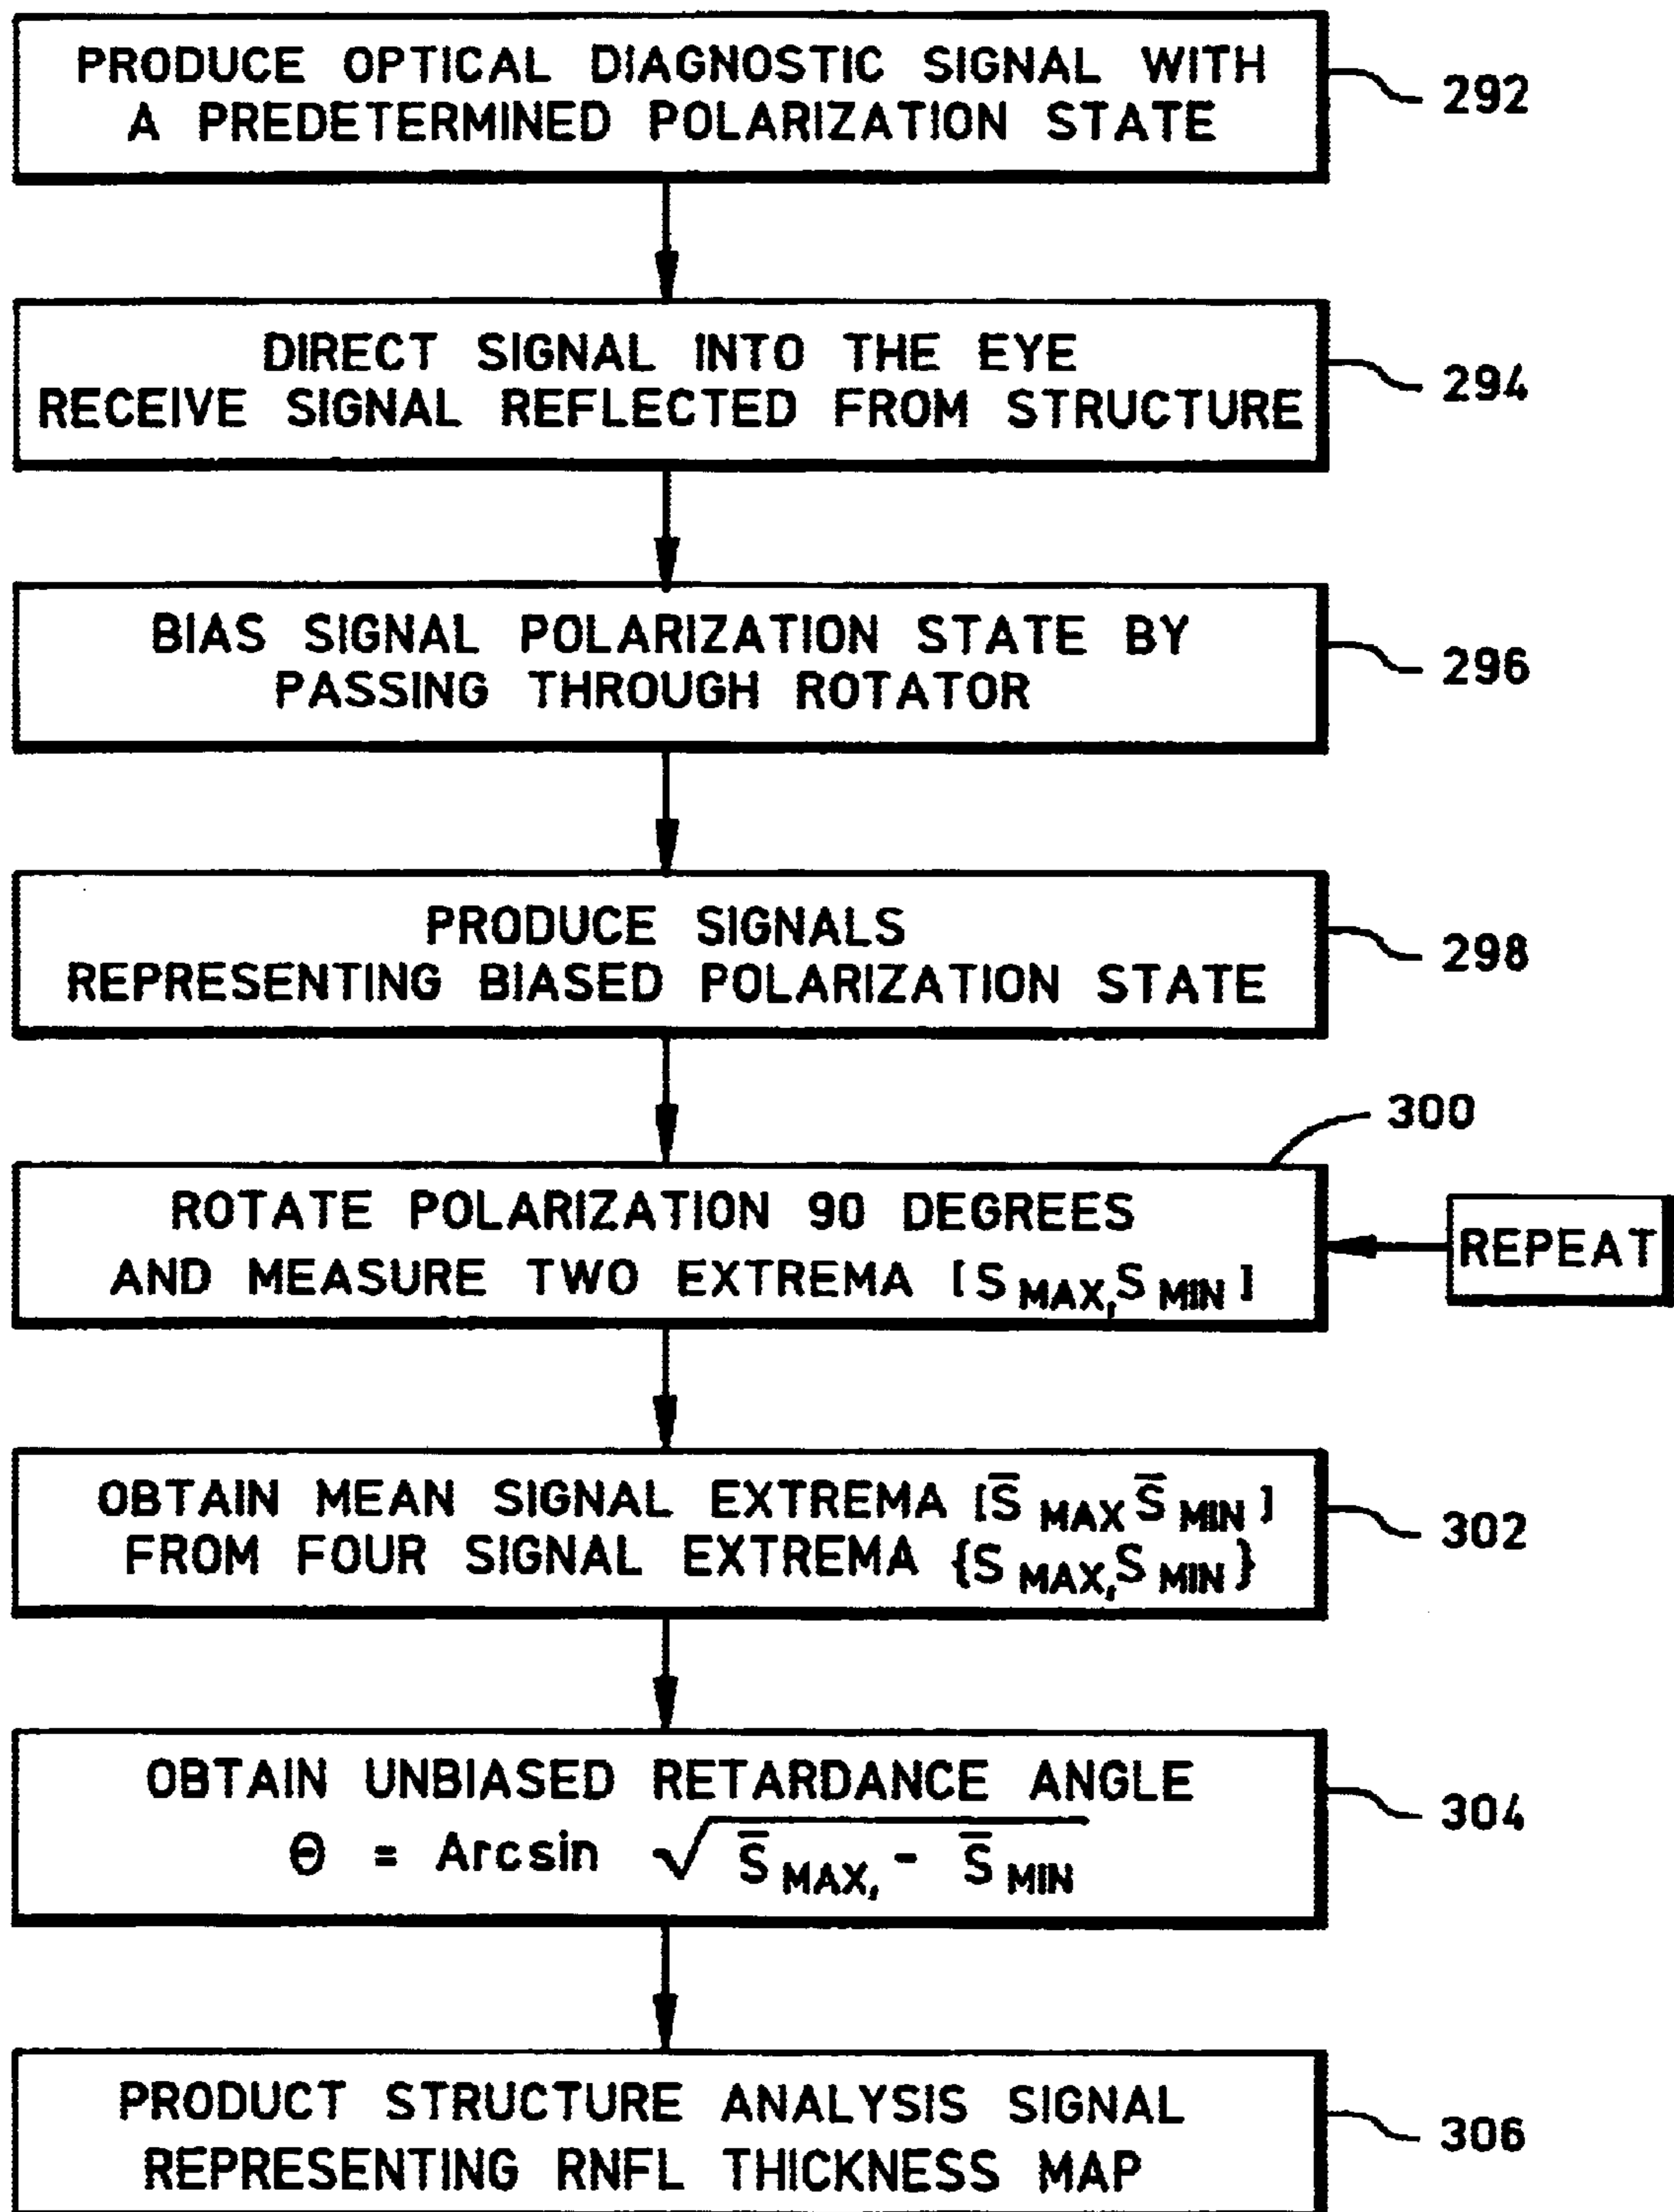 PRODUCE OPTICAL DIAGNOSTIC SIGNAL WITH
A PREDETERMINED POLARIZATION STATE
292
DIRECT SIGNAL INTO THE EYE
RECEIVE SIGNAL REFLECTED FROM STRUCTURE
294
BIAS SIGNAL POLARIZATION STATE BY
PASSING THROUGH ROTATOR
296
PRODUCE SIGNALS
REPRESENTING BIASED POLARIZATION STATE
298
300
ROTATE POLARIZATION 90 DEGREES
AND MEASURE TWO EXTREMA [S MAX, S MIN]
REPEAT
OBTAIN MEAN SIGNAL EXTREMA [S̄ MAX S̄ MIN]
FROM FOUR SIGNAL EXTREMA {S MAX, S MIN}
302
OBTAIN UNBIASED RETARDANCE ANGLE
Θ = Arcsin √ S̄ MAX, - S̄ MIN
304
PRODUCT STRUCTURE ANALYSIS SIGNAL
REPRESENTING RNFL THICKNESS MAP
306